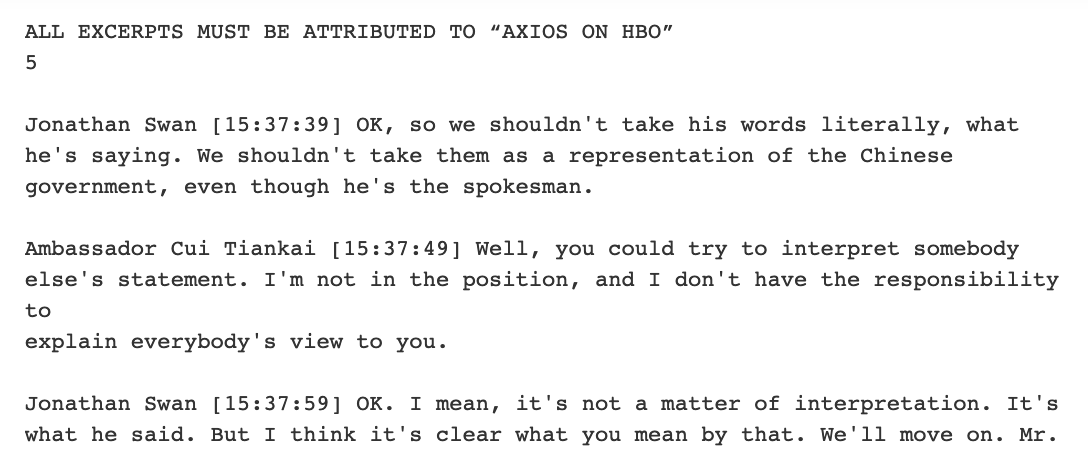 ALL EXCERPTS MUST BE ATTRIBUTED TO “AXIOS ON HBO”
5
Jonathan Swan [15:37:39] OK, so we shouldn't take his words literally, what
he's saying. We shouldn't take them as a representation of the Chinese
government, even though he's the spokesman.
Ambassador Cui Tiankai [15:37:49] Well, you could try to interpret somebody
else's statement. I'm not in the position, and I don't have the responsibility
to
explain everybody's view to you.
Jonathan Swan [15:37:59] OK. I mean, it's not a matter of interpretation. It's
what he said. But I think it's clear what you mean by that. We'll move on. Mr.